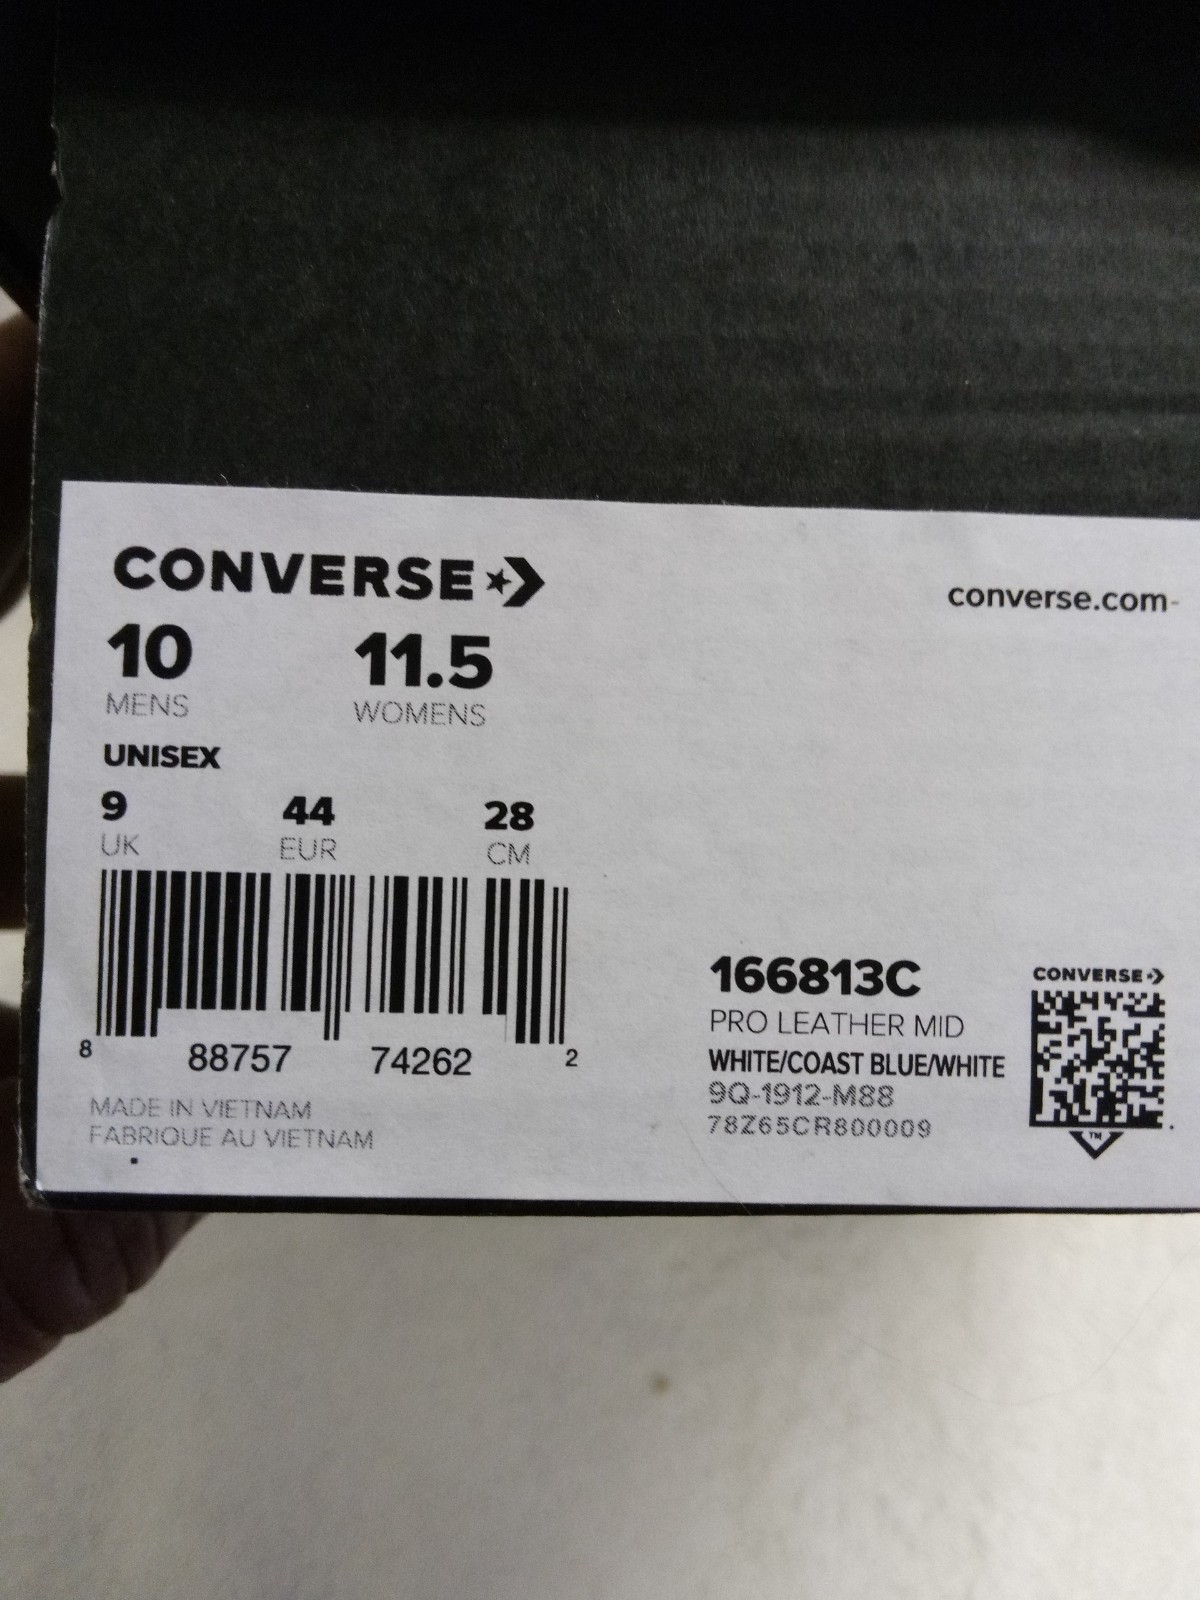 CONVERSE
converse.com-
10 11.5
MENS WOMENS
UNISEX
9 44 28
UK EUR CM
8 88757 74262 2
MADE IN VIETNAM
FABRIQUE AU VIETNAM
166813C
PRO LEATHER MID
WHITE/COAST BLUE/WHITE
9Q-1912-M88
78Z65CR800009
CONVERSE
TM